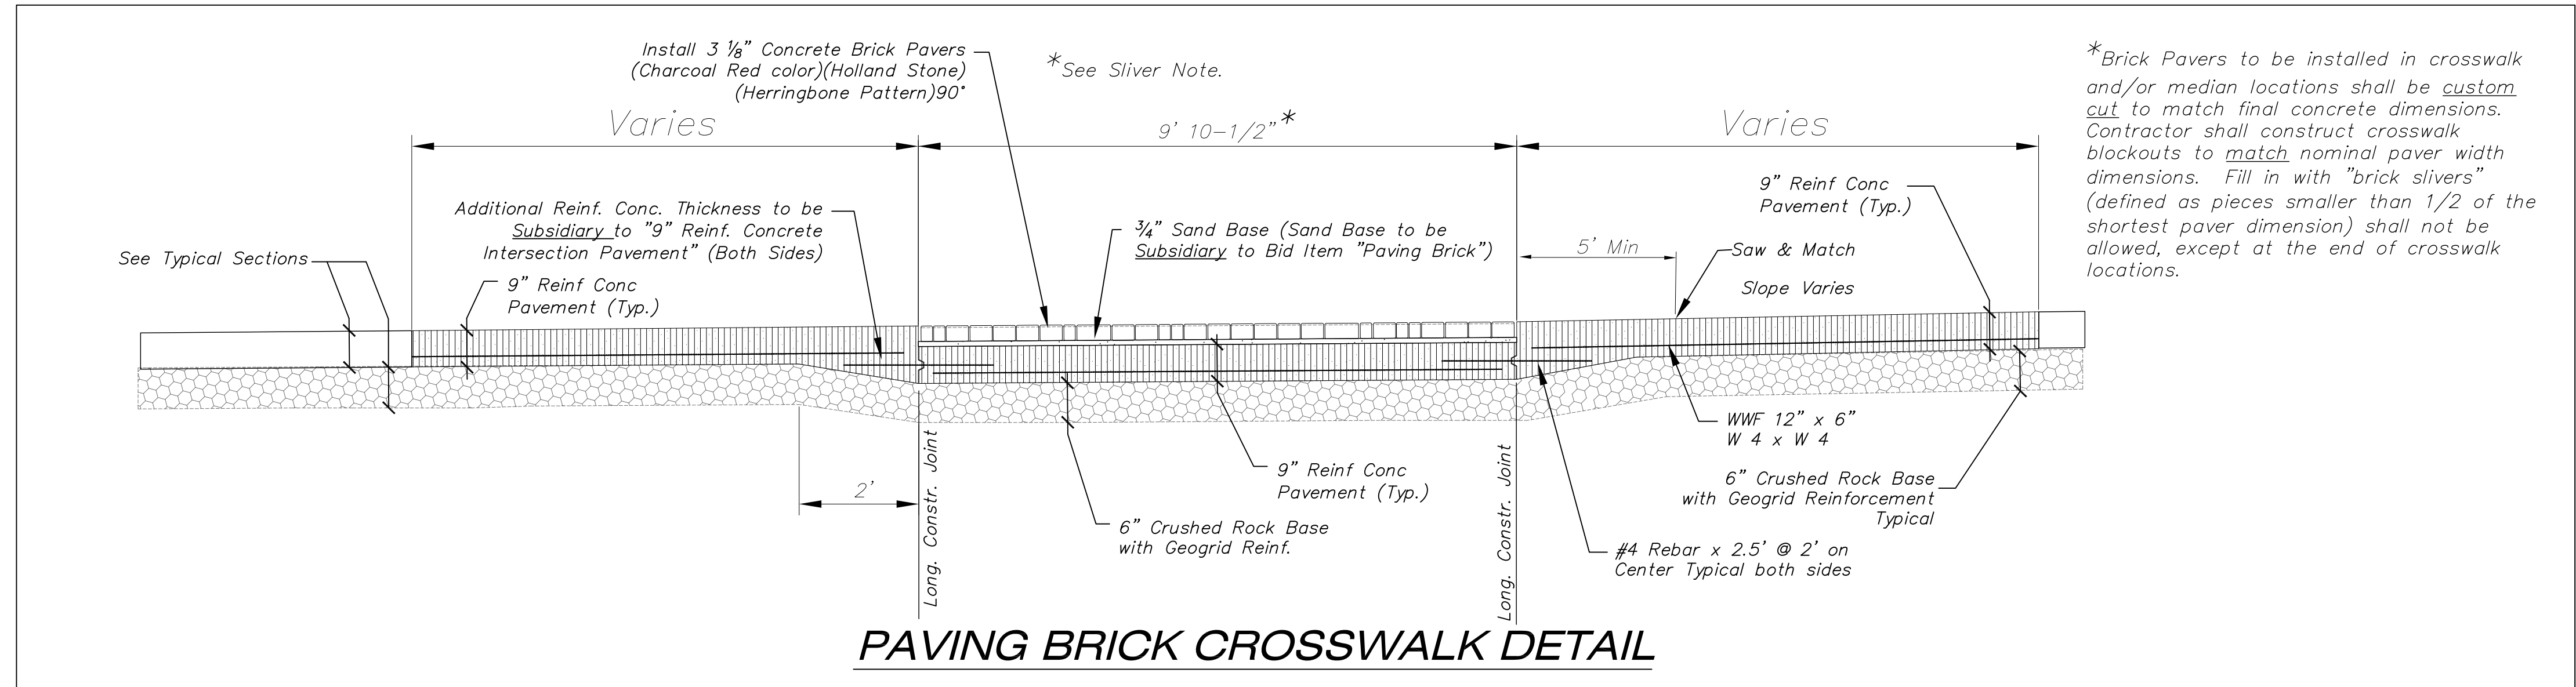 Install 3 ⅛" Concrete Brick Pavers
(Charcoal Red color)(Holland Stone)
(Herringbone Pattern)90°
*See Sliver Note.
*Brick Pavers to be installed in crosswalk
and/or median locations shall be custom
cut to match final concrete dimensions.
Contractor shall construct crosswalk
blockouts to match nominal paver width
dimensions. Fill in with "brick slivers"
(defined as pieces smaller than 1/2 of the
shortest paver dimension) shall not be
allowed, except at the end of crosswalk
locations.
Varies
9' 10-1/2"*
Varies
Additional Reinf. Conc. Thickness to be
Subsidiary to "9" Reinf. Concrete
Intersection Pavement" (Both Sides)
¾" Sand Base (Sand Base to be
Subsidiary to Bid Item "Paving Brick")
9" Reinf Conc
Pavement (Typ.)
5' Min
Saw & Match
Slope Varies
See Typical Sections
9" Reinf Conc
Pavement (Typ.)
WWF 12" x 6"
W 4 x W 4
2'
Long. Constr. Joint
9" Reinf Conc
Pavement (Typ.)
6" Crushed Rock Base
with Geogrid Reinf.
Long. Constr. Joint
6" Crushed Rock Base
with Geogrid Reinforcement
Typical
#4 Rebar x 2.5' @ 2' on
Center Typical both sides
PAVING BRICK CROSSWALK DETAIL